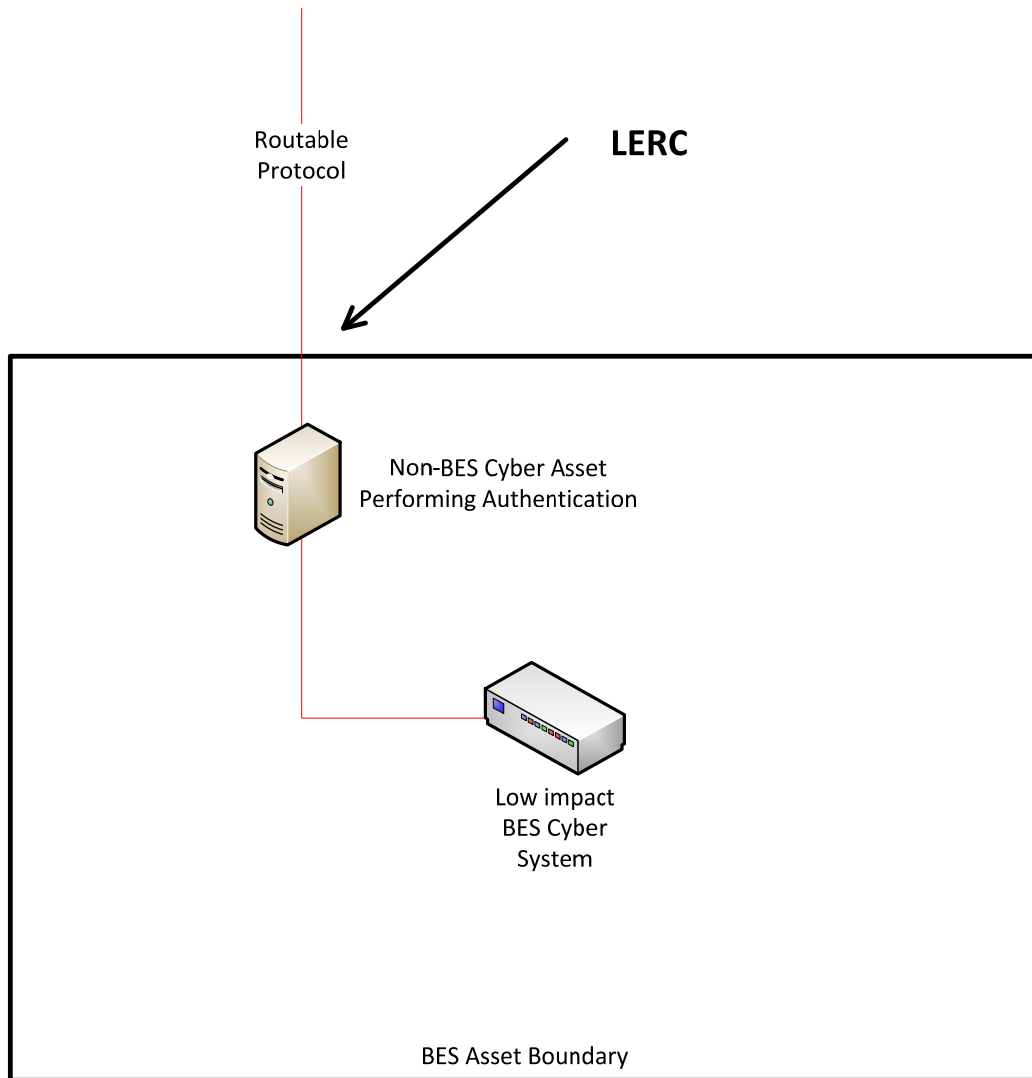 Routable
Protocol
LERC
Non-BES Cyber Asset
Performing Authentication
Low impact
BES Cyber
System
BES Asset Boundary